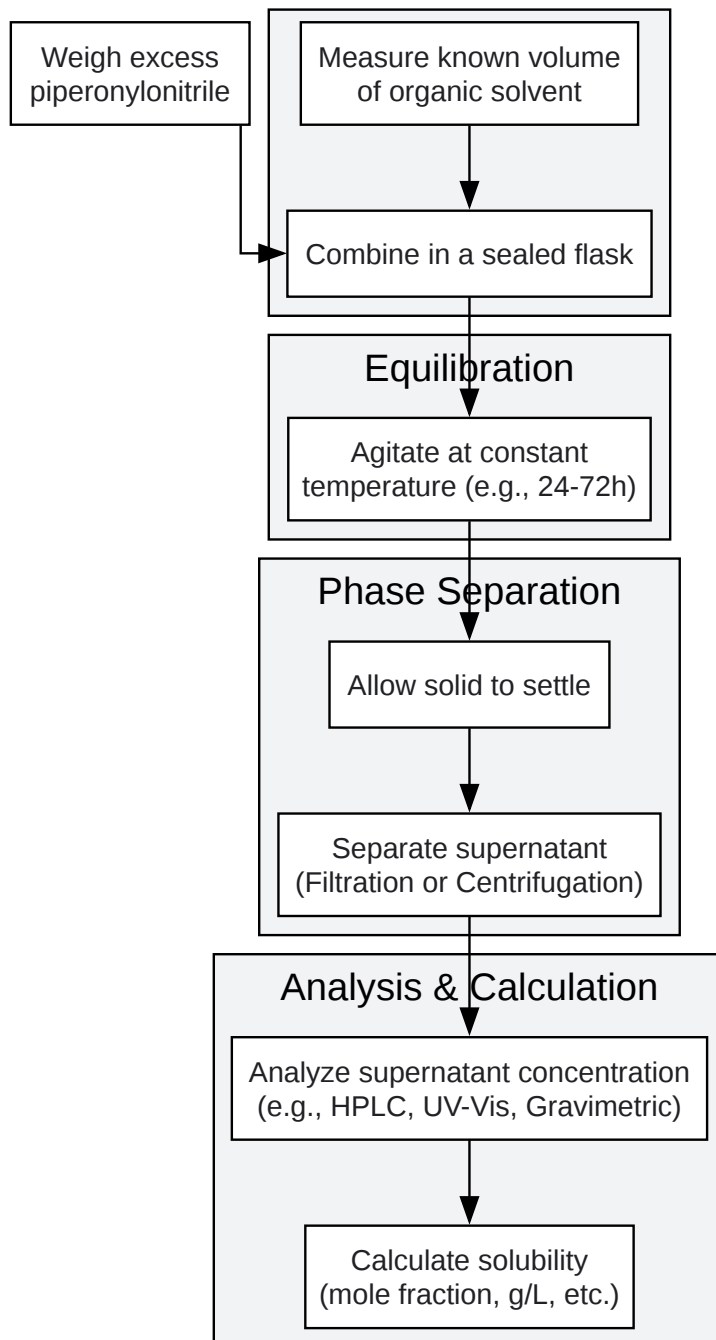 Weigh excess
piperonylonitrile
Measure known volume
of organic solvent
Combine in a sealed flask
Equilibration
Agitate at constant
temperature (e.g., 24-72h)
Phase Separation
Allow solid to settle
Separate supernatant
(Filtration or Centrifugation)
Analysis & Calculation
Analyze supernatant concentration
(e.g., HPLC, UV-Vis, Gravimetric)
Calculate solubility
(mole fraction, g/L, etc.)